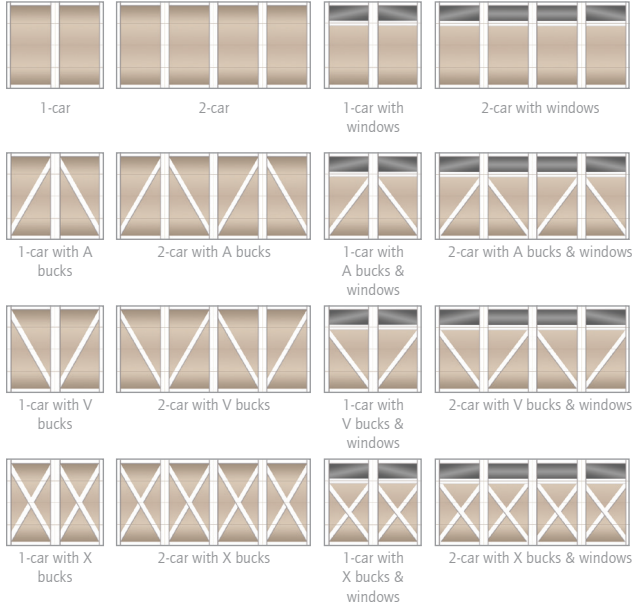 1-car
2-car
1-car with
windows
2-car with windows
1-car with A
bucks
2-car with A bucks
1-car with
A bucks &
windows
2-car with A bucks & windows
1-car with V
bucks
2-car with V bucks
1-car with
V bucks &
windows
2-car with V bucks & windows
1-car with X
bucks
2-car with X bucks
1-car with
X bucks &
windows
2-car with X bucks & windows